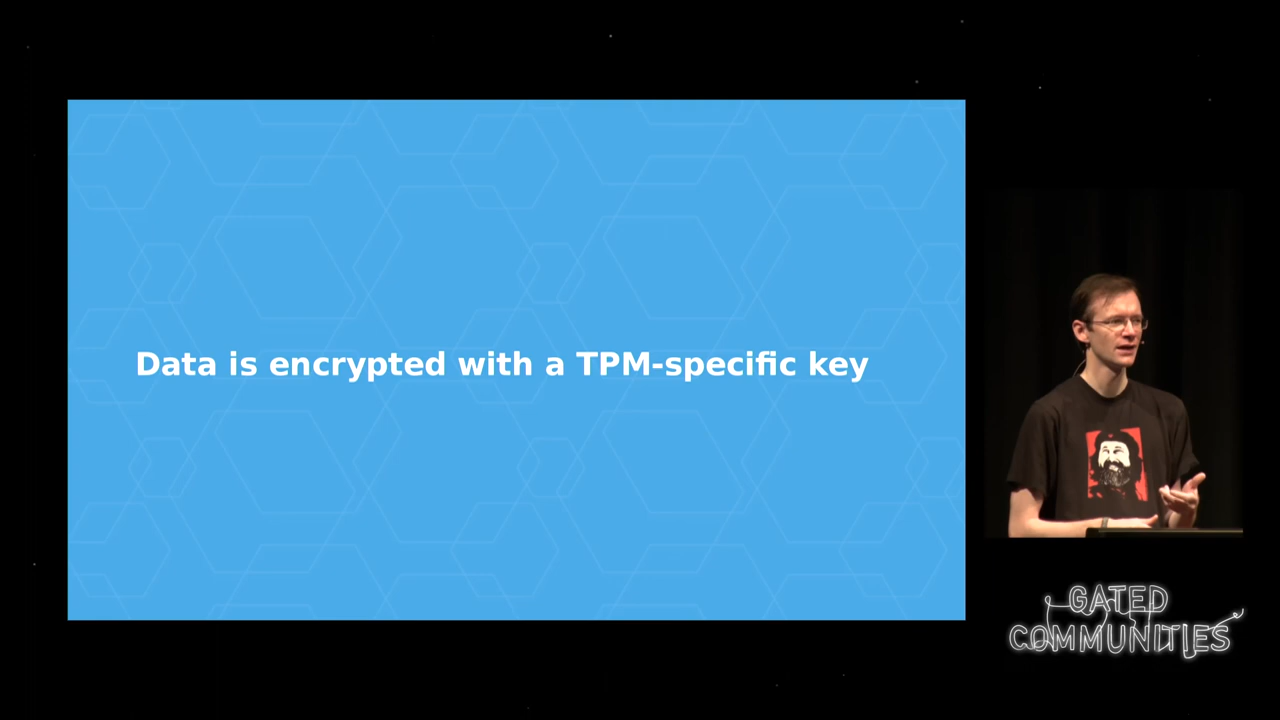 Data is encrypted with a TPM-specific key
GATED
COMMUNITIES